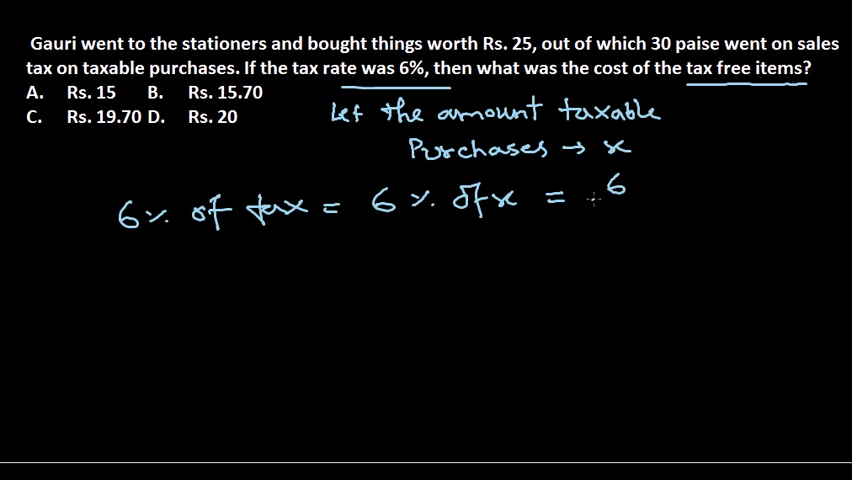 Gauri went to the stationers and bought things worth Rs. 25, out of which 30 paise went on sales
tax on taxable purchases. If the tax rate was 6%, then what was the cost of the tax free items?
A. Rs. 15 B. Rs. 15.70
C. Rs. 19.70 D. Rs. 20
Let the amount taxable
Purchases → x
6% of tax = 6% of x = 6